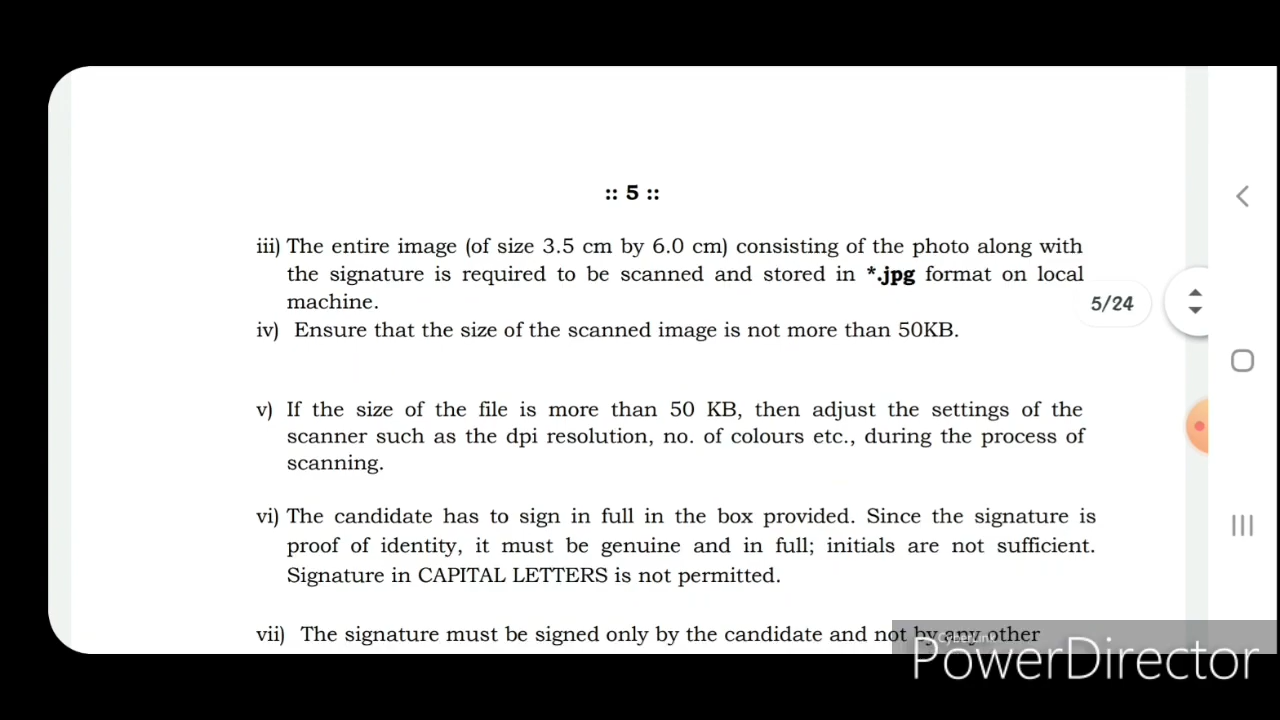 :: 5 ::
iii) The entire image (of size 3.5 cm by 6.0 cm) consisting of the photo along with
the signature is required to be scanned and stored in *.jpg format on local
machine.
5/24
iv) Ensure that the size of the scanned image is not more than 50KB.
v) If the size of the file is more than 50 KB, then adjust the settings of the
scanner such as the dpi resolution, no. of colours etc., during the process of
scanning.
vi) The candidate has to sign in full in the box provided. Since the signature is
proof of identity, it must be genuine and in full; initials are not sufficient.
Signature in CAPITAL LETTERS is not permitted.
vii) The signature must be signed only by the candidate and not by any other
CyberLink
PowerDirector